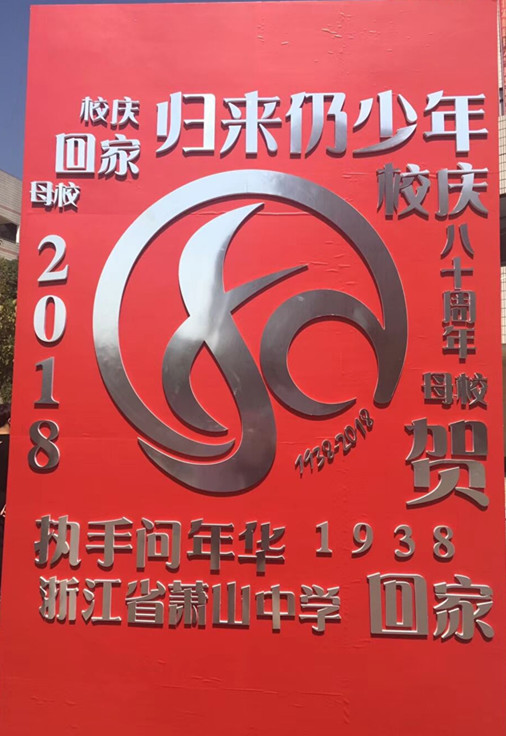 校庆
回家
归来仍少年
母校
校庆
2018
八十周年
母校
贺
80
1938-2018
执手问年华
1938
浙江省萧山中学
回家